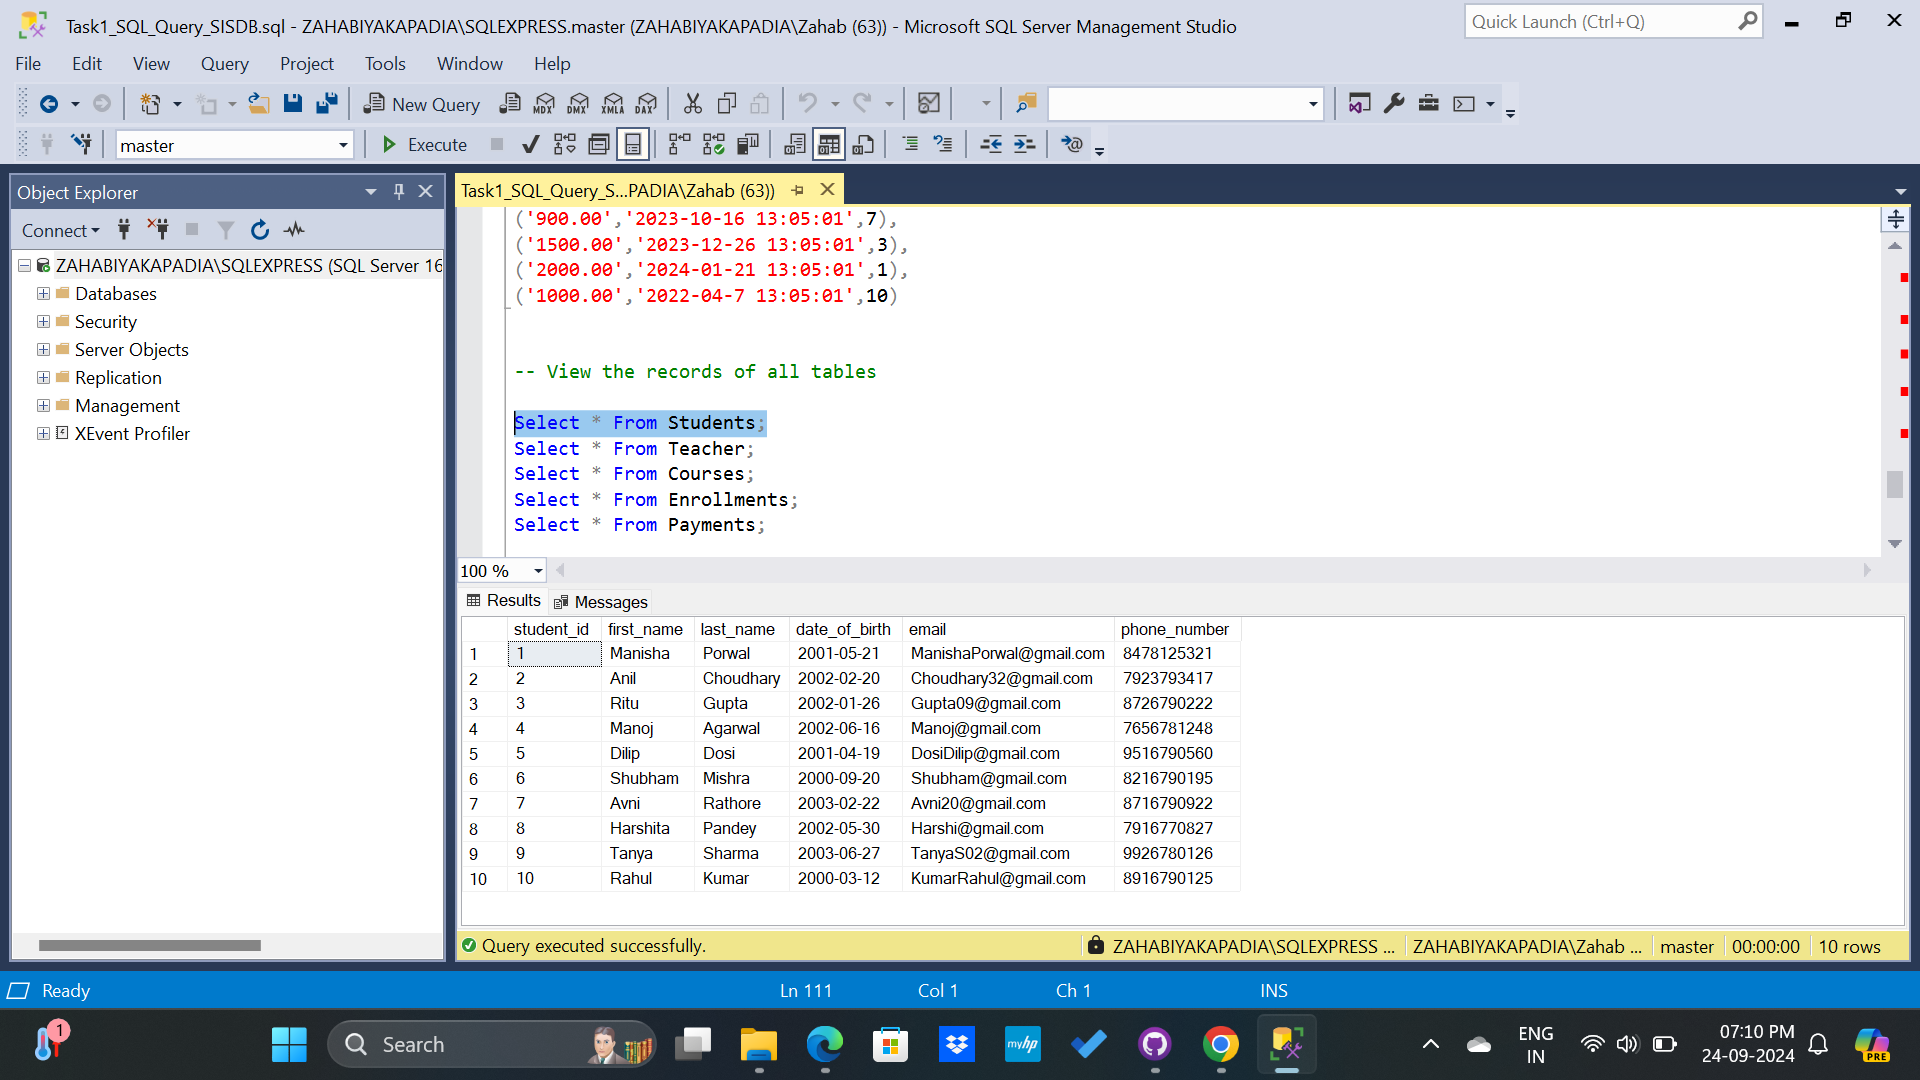 Task1_SQL_Query_SISDB.sql - ZAHABIYAKAPADIA\SQLEXPRESS.master (ZAHABIYAKAPADIA\Zahab (63)) - Microsoft SQL Server Management Studio
Quick Launch (Ctrl+Q)
File Edit View Query Project Tools Window Help
New Query MDX DMX XMLA DAX
master Execute
Object Explorer
Task1_SQL_Query_S...PADIA\Zahab (63))
Connect
ZAHABIYAKAPADIA\SQLEXPRESS (SQL Server 16
Databases
Security
Server Objects
Replication
Management
XEvent Profiler
('900.00','2023-10-16 13:05:01',7),
('1500.00','2023-12-26 13:05:01',3),
('2000.00','2024-01-21 13:05:01',1),
('1000.00','2022-04-7 13:05:01',10)
-- View the records of all tables
Select * From Students;
Select * From Teacher;
Select * From Courses;
Select * From Enrollments;
Select * From Payments;
100 %
Results Messages
student_id first_name last_name date_of_birth email phone_number
1 1 Manisha Porwal 2001-05-21 ManishaPorwal@gmail.com 8478125321
2 2 Anil Choudhary 2002-02-20 Choudhary32@gmail.com 7923793417
3 3 Ritu Gupta 2002-01-26 Gupta09@gmail.com 8726790222
4 4 Manoj Agarwal 2002-06-16 Manoj@gmail.com 7656781248
5 5 Dilip Dosi 2001-04-19 DosiDilip@gmail.com 9516790560
6 6 Shubham Mishra 2000-09-20 Shubham@gmail.com 8216790195
7 7 Avni Rathore 2003-02-22 Avni20@gmail.com 8716790922
8 8 Harshita Pandey 2002-05-30 Harshi@gmail.com 7916770827
9 9 Tanya Sharma 2003-06-27 TanyaS02@gmail.com 9926780126
10 10 Rahul Kumar 2000-03-12 KumarRahul@gmail.com 8916790125
Query executed successfully. ZAHABIYAKAPADIA\SQLEXPRESS ... ZAHABIYAKAPADIA\Zahab ... master 00:00:00 10 rows
Ready Ln 111 Col 1 Ch 1 INS
1 Search myhp ENG IN 07:10 PM 24-09-2024 PRE